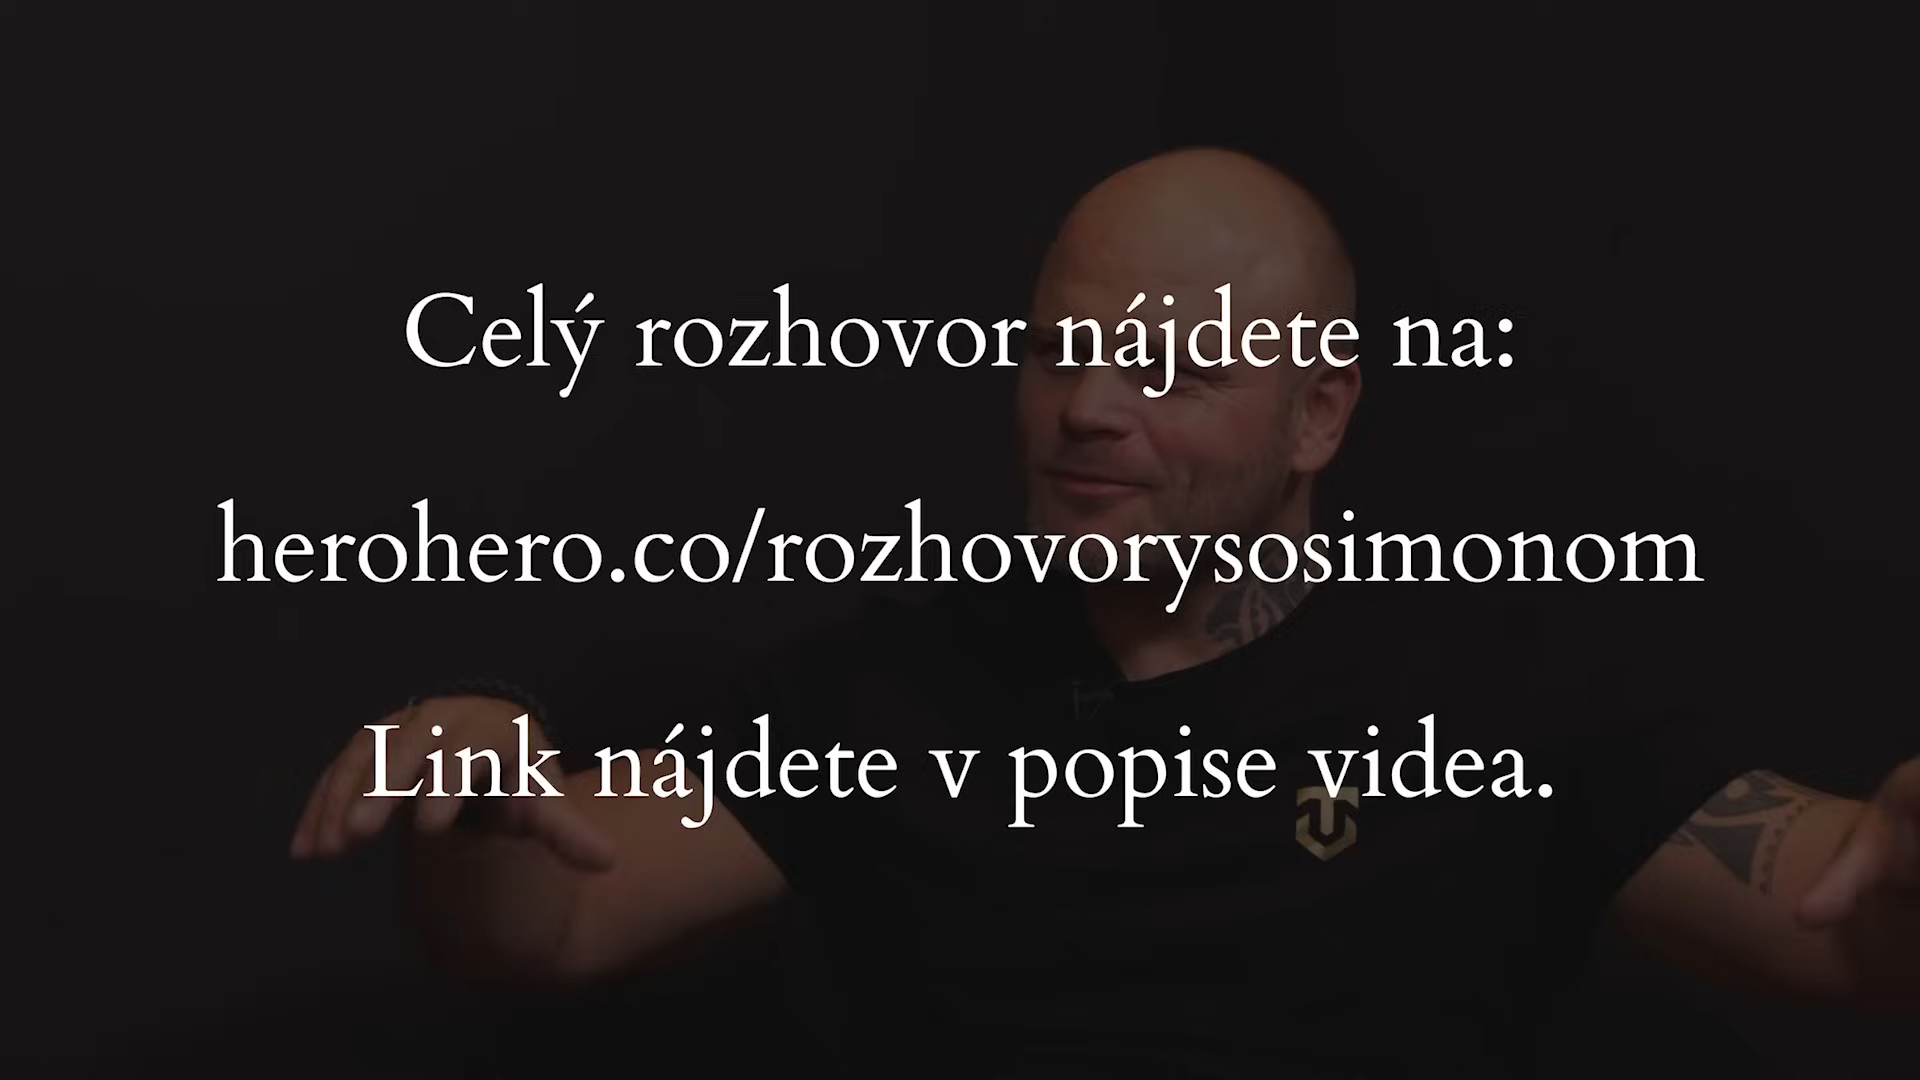 Celý rozhovor nájdete na:
herohero.co/rozhovorysosimonom
Link nájdete v popise videa.